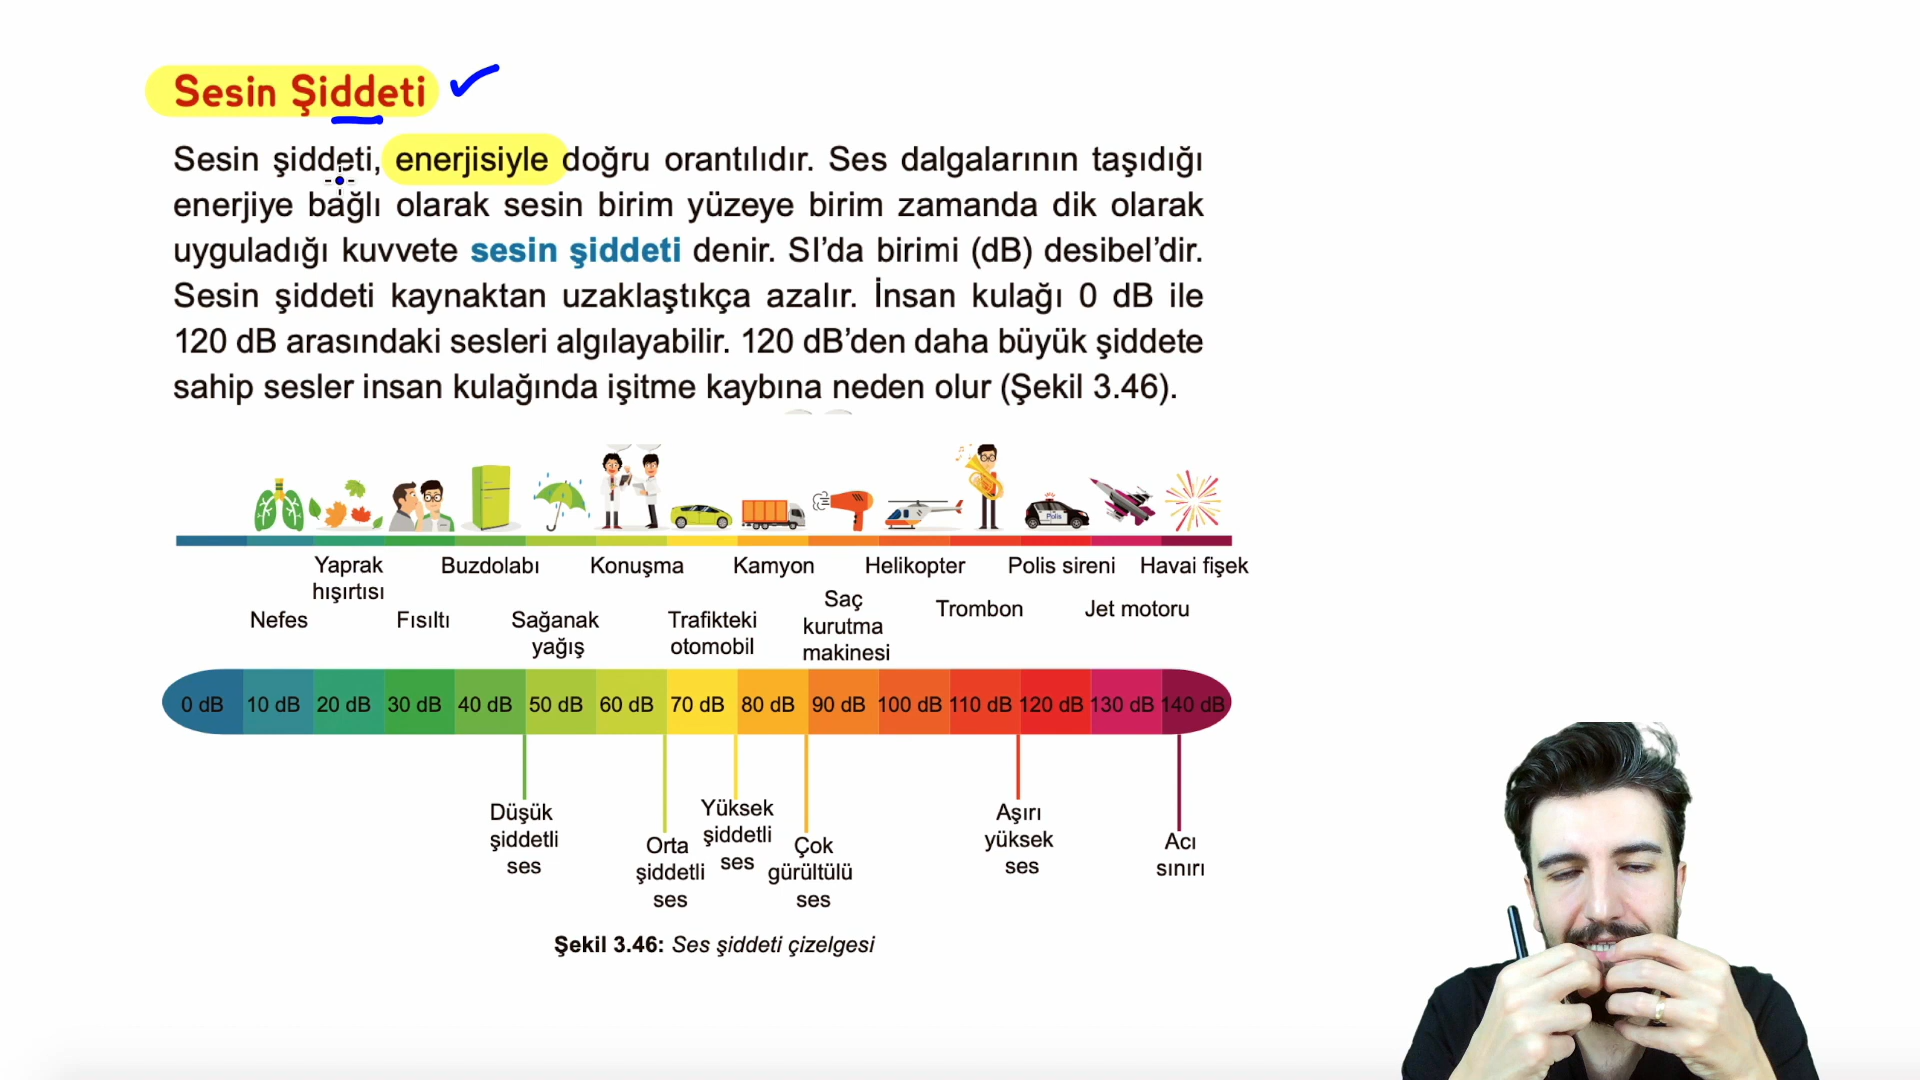 Sesin Şiddeti
Sesin şiddeti, enerjisiyle doğru orantılıdır. Ses dalgalarının taşıdığı
enerjiye bağlı olarak sesin birim yüzeye birim zamanda dik olarak
uyguladığı kuvvete sesin şiddeti denir. SI’da birimi (dB) desibel’dir.
Sesin şiddeti kaynaktan uzaklaştıkça azalır. İnsan kulağı 0 dB ile
120 dB arasındaki sesleri algılayabilir. 120 dB’den daha büyük şiddete
sahip sesler insan kulağında işitme kaybına neden olur (Şekil 3.46).
Polis
Nefes
Yaprak
hışırtısı
Fısıltı
Buzdolabı
Sağanak
yağış
Konuşma
Trafikteki
otomobil
Kamyon
Saç
kurutma
makinesi
Helikopter
Trombon
Polis sireni
Jet motoru
Havai fişek
0 dB 10 dB 20 dB 30 dB 40 dB 50 dB 60 dB 70 dB 80 dB 90 dB 100 dB 110 dB 120 dB 130 dB 140 dB
Düşük
şiddetli
ses
Orta
şiddetli
ses
Yüksek
şiddetli
ses
Çok
gürültülü
ses
Aşırı
yüksek
ses
Acı
sınırı
Şekil 3.46: Ses şiddeti çizelgesi